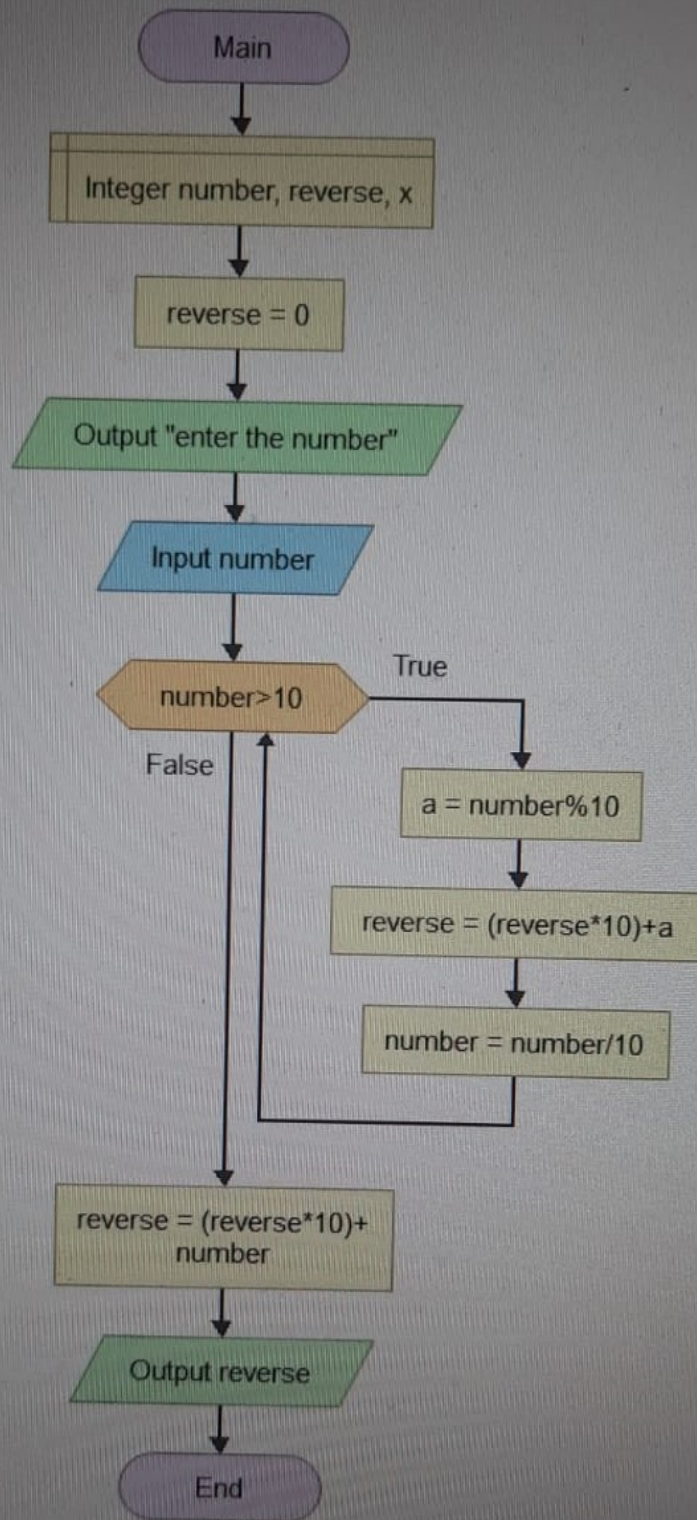 Main
Integer number, reverse, x
reverse = 0
Output "enter the number"
Input number
number>10
True
False
a = number%10
reverse = (reverse*10)+a
number = number/10
reverse = (reverse*10)+
number
Output reverse
End